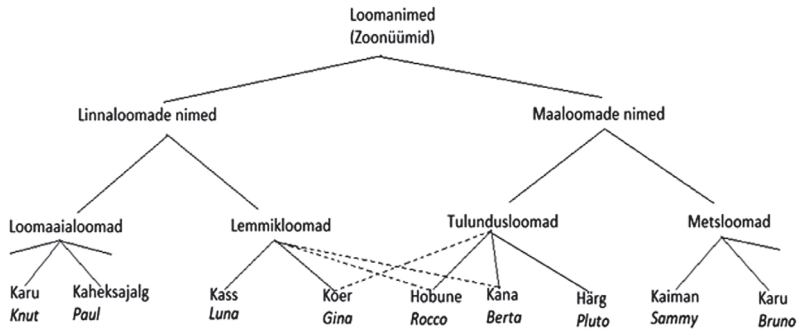 Loomanimed
(Zoonüümid)
Linnaloomade nimed
Maaloomade nimed
Loomaaialoomad
Lemmikloomad
Tulundusloomad
Metsloomad
Karu
Knut
Kaheksajalg
Paul
Kass
Luna
Koer
Gina
Hobune
Rocco
Kana
Berta
Härg
Pluto
Kaiman
Sammy
Karu
Bruno